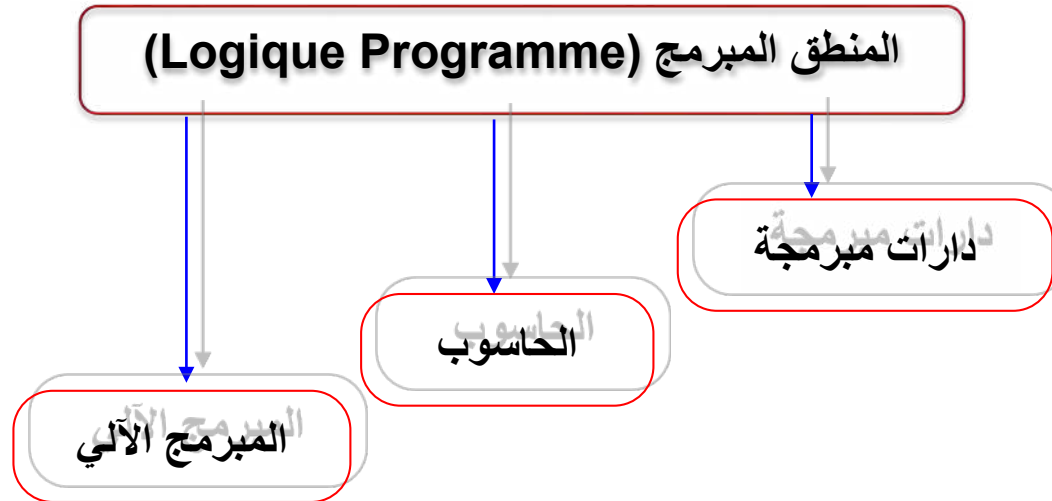 المنطق المبرمج (Logique Programme)
دارات مبرمجة
الحاسوب
المبرمج الآلي